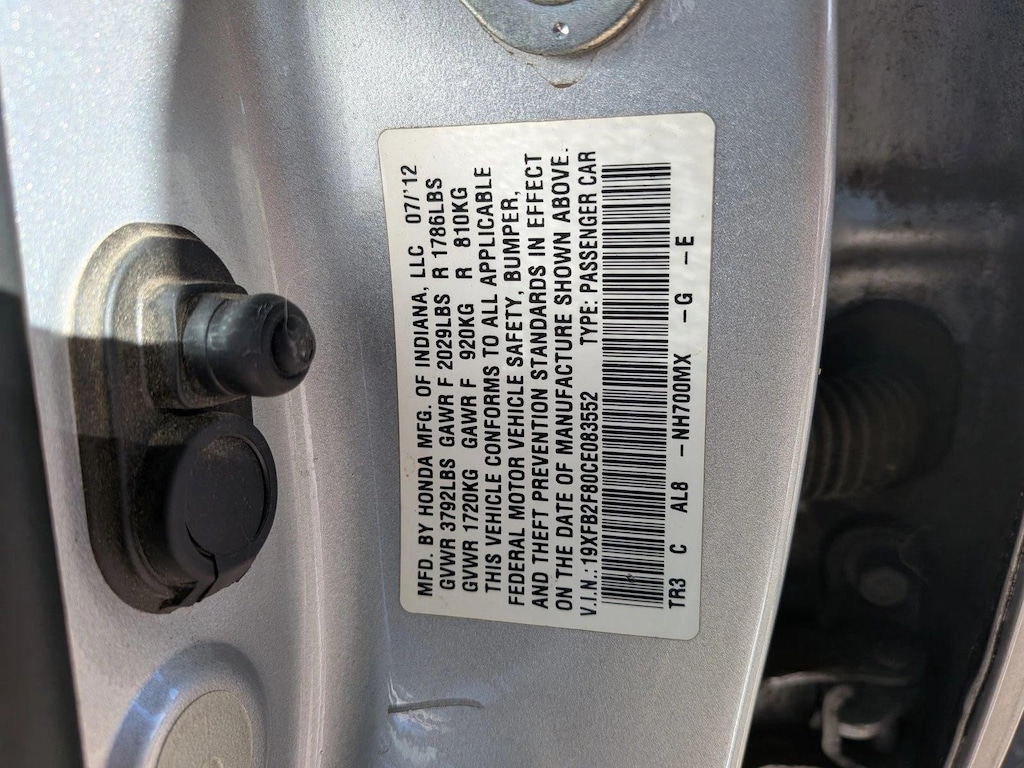 MFD. BY HONDA MFG. OF INDIANA, LLC 07/'12
GVWR 3792LBS GAWR F 2029LBS R 1786LBS
GVWR 1720KG GAWR F 920KG R 810KG
THIS VEHICLE CONFORMS TO ALL APPLICABLE
FEDERAL MOTOR VEHICLE SAFETY, BUMPER,
AND THEFT PREVENTION STANDARDS IN EFFECT
ON THE DATE OF MANUFACTURE SHOWN ABOVE.
V.I.N.:19XFB2F80CE083552 TYPE: PASSENGER CAR
TR3 C AL8 -NH700MX -G -E